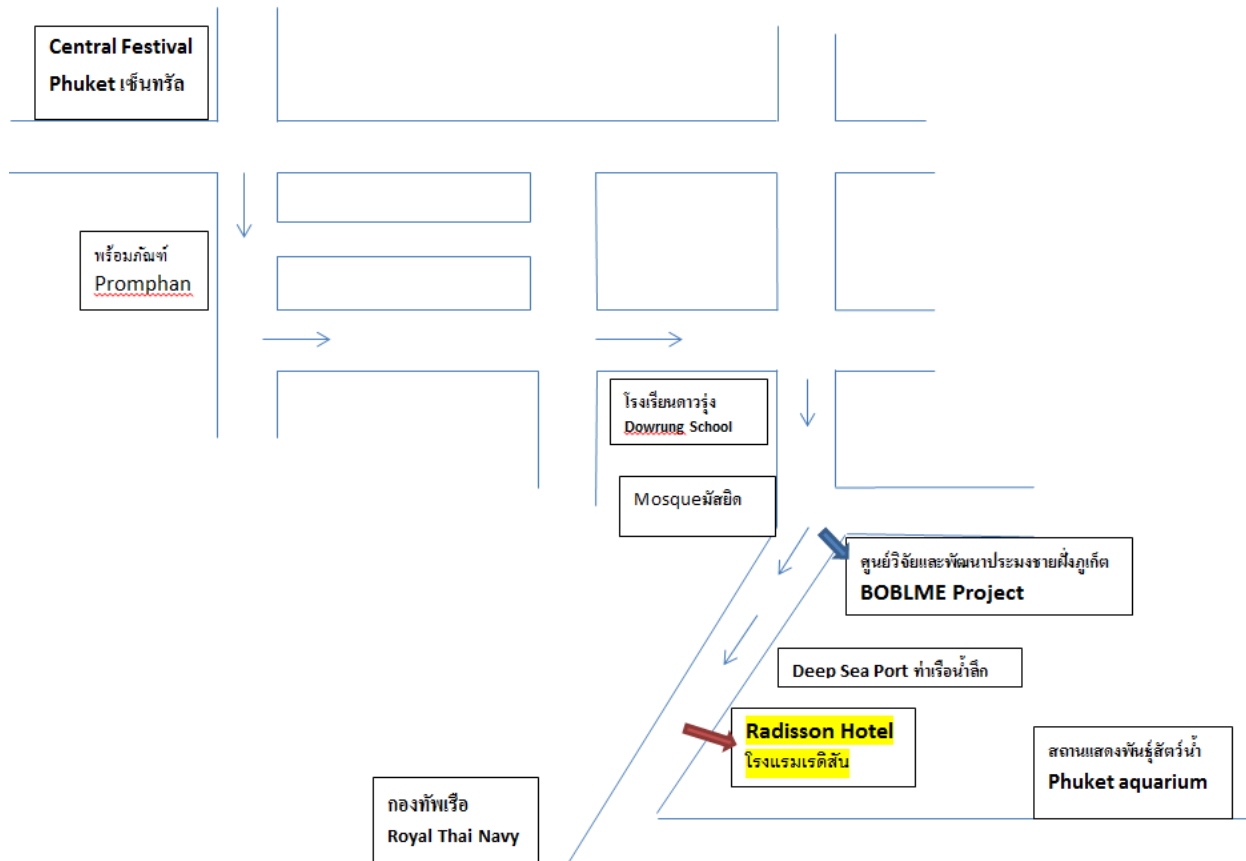 Central Festival
Phuket เซ็นทรัล
พร้อมภัณฑ์
Promphan
โรงเรียนดาวรุ่ง
Dowrung School
Mosqueมัสยิด
ศูนย์วิจัยและพัฒนาประมงชายฝั่งภูเก็ต
BOBLME Project
Deep Sea Port ท่าเรือน้ำลึก
Radisson Hotel
โรงแรมเรดิสัน
สถานแสดงพันธุ์สัตว์น้ำ
Phuket aquarium
กองทัพเรือ
Royal Thai Navy